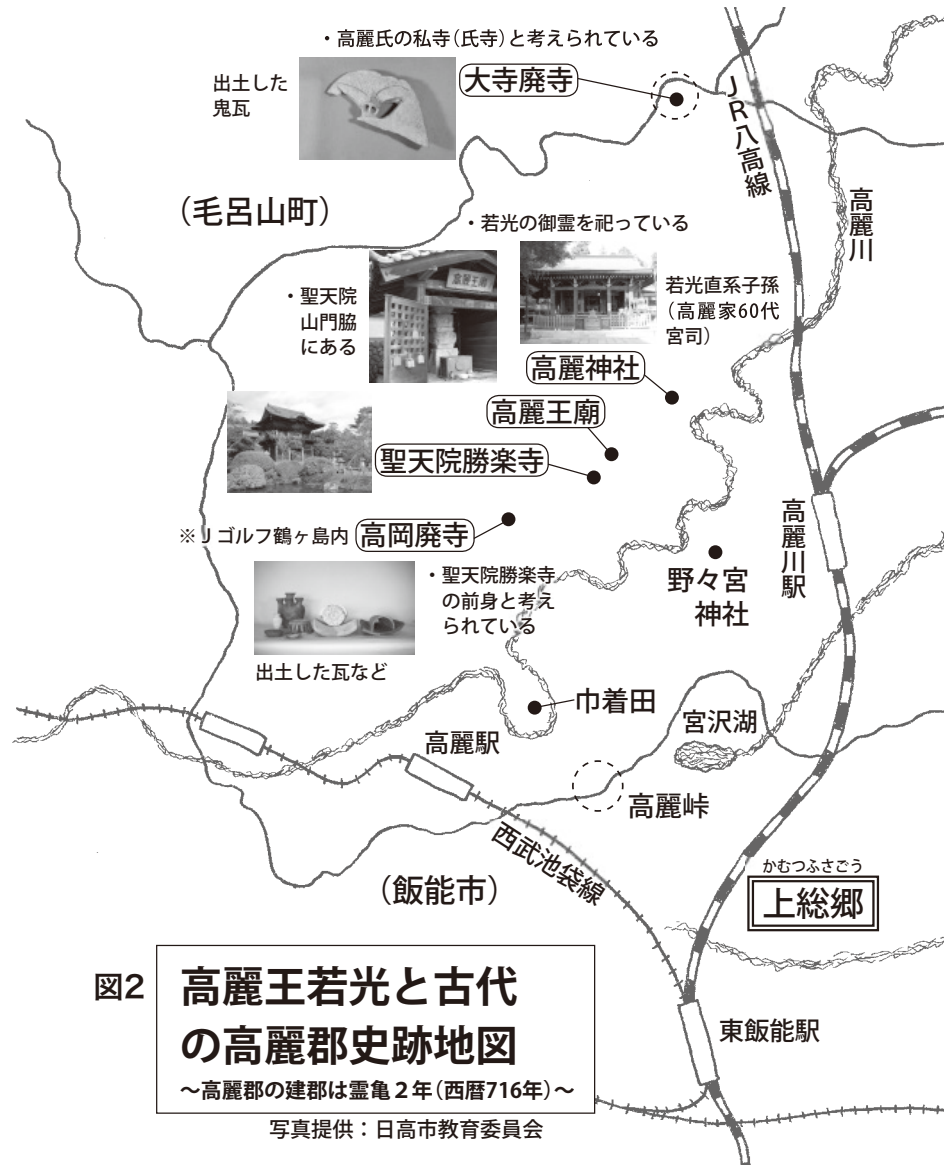 ・高麗氏の私寺（氏寺）と考えられている
出土した
鬼瓦
大寺廃寺
JR八高線
（毛呂山町）
高麗川
・若光の御霊を祀っている
・聖天院
山門脇
にある
高麗王廟
若光直系子孫
（高麗家60代
宮司）
高麗神社
高麗王廟
聖天院勝楽寺
※Jゴルフ鶴ヶ島内
高岡廃寺
高麗川駅
野々宮
神社
・聖天院勝楽寺
の前身と考え
られている
出土した瓦など
巾着田
宮沢湖
高麗駅
高麗峠
西武池袋線
（飯能市）
かむつふさごう
上総郷
図2
高麗王若光と古代
の高麗郡史跡地図
～高麗郡の建郡は霊亀２年（西暦716年）～
東飯能駅
写真提供：日高市教育委員会